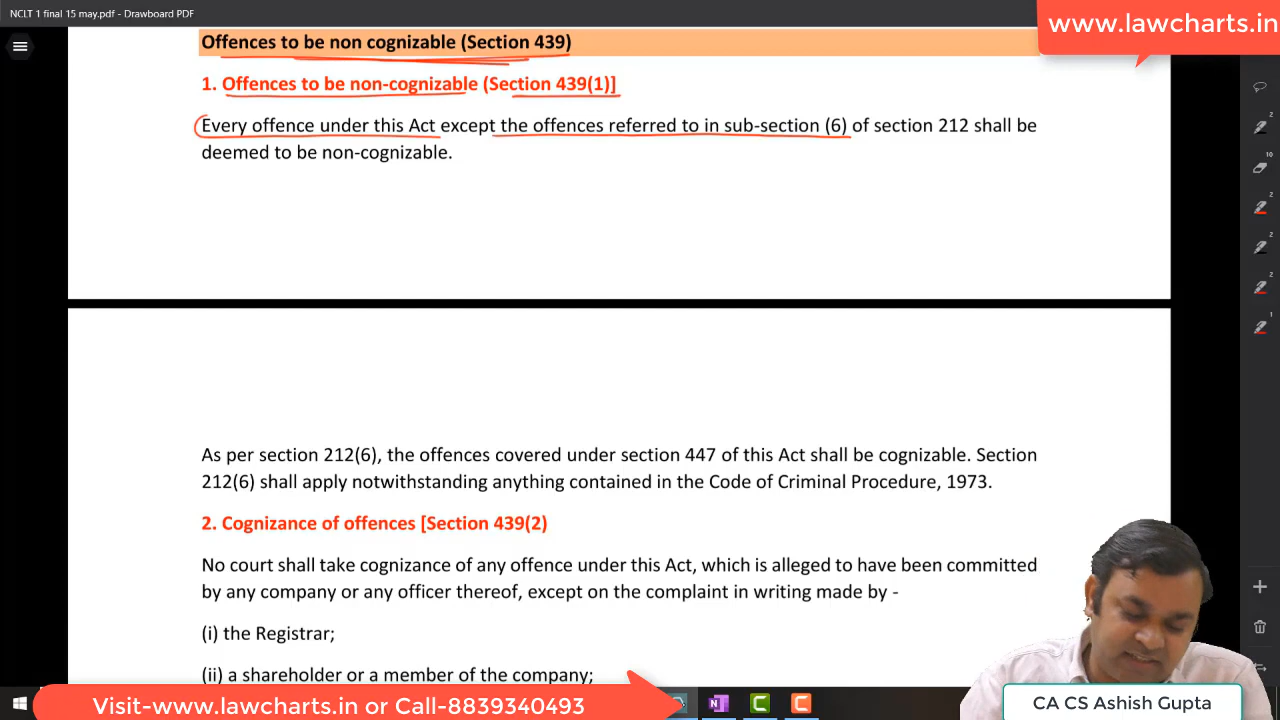 NCLT 1 final 15 may.pdf - Drawboard PDF
www.lawcharts.in
Offences to be non cognizable (Section 439)
1. Offences to be non-cognizable (Section 439(1)]
Every offence under this Act except the offences referred to in sub-section (6) of section 212 shall be
deemed to be non-cognizable.
As per section 212(6), the offences covered under section 447 of this Act shall be cognizable. Section
212(6) shall apply notwithstanding anything contained in the Code of Criminal Procedure, 1973.
2. Cognizance of offences [Section 439(2)
No court shall take cognizance of any offence under this Act, which is alleged to have been committed
by any company or any officer thereof, except on the complaint in writing made by -
(i) the Registrar;
(ii) a shareholder or a member of the company;
2
10
2
2
2
1
Visit-www.lawcharts.in or Call-8839340493
CA CS Ashish Gupta